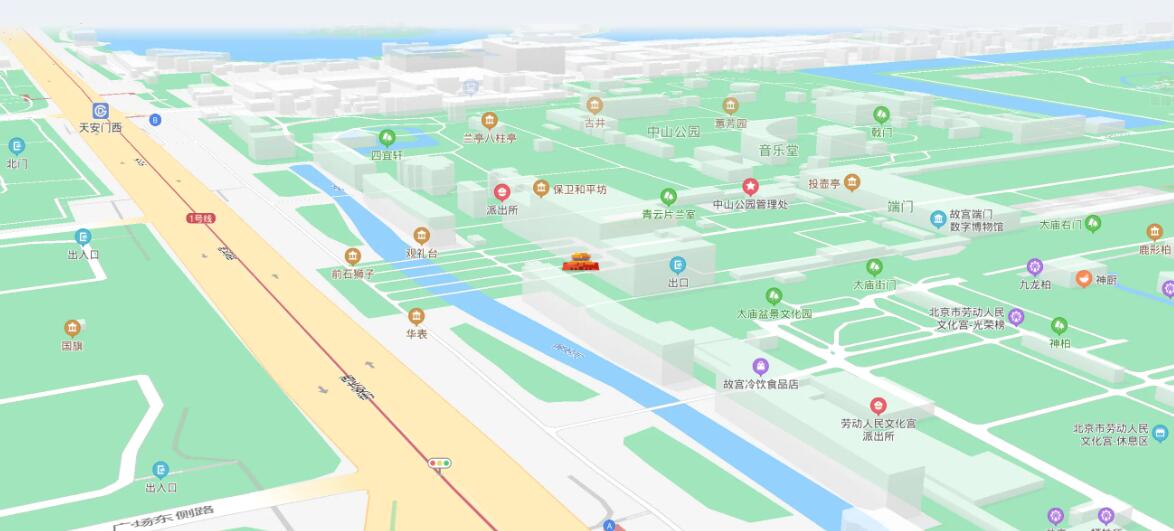 天安门西
B
北门
四宜轩
兰亭八柱亭
古井
中山公园
蕙芳园
音乐堂
戟门
派出所
保卫和平坊
青云片兰室
中山公园管理处
投壶亭
端门
故宫端门
数字博物馆
大庙右门
鹿形柏
1号线
出入口
前石狮子
观礼台
出口
太庙街门
九龙柏
神厨
太庙盆景文化园
北京市劳动人民
文化宫-光荣榜
神柏
国旗
华表
故宫冷饮食品店
劳动人民文化宫
派出所
北京市劳动人民
文化宫-休息区
出入口
广场东侧路
A